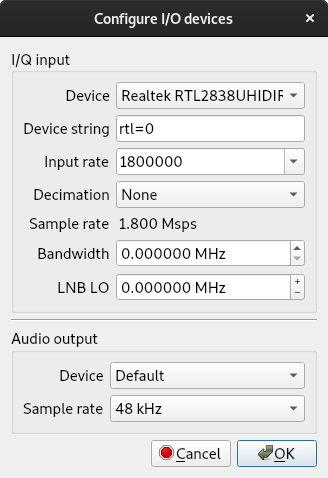 Configure I/O devices
I/Q input
Device Realtek RTL2838UHIDIR
Device string rtl=0
Input rate 1800000
Decimation None
Sample rate 1.800 Msps
Bandwidth 0.000000 MHz
LNB LO 0.000000 MHz
Audio output
Device Default
Sample rate 48 kHz
Cancel OK